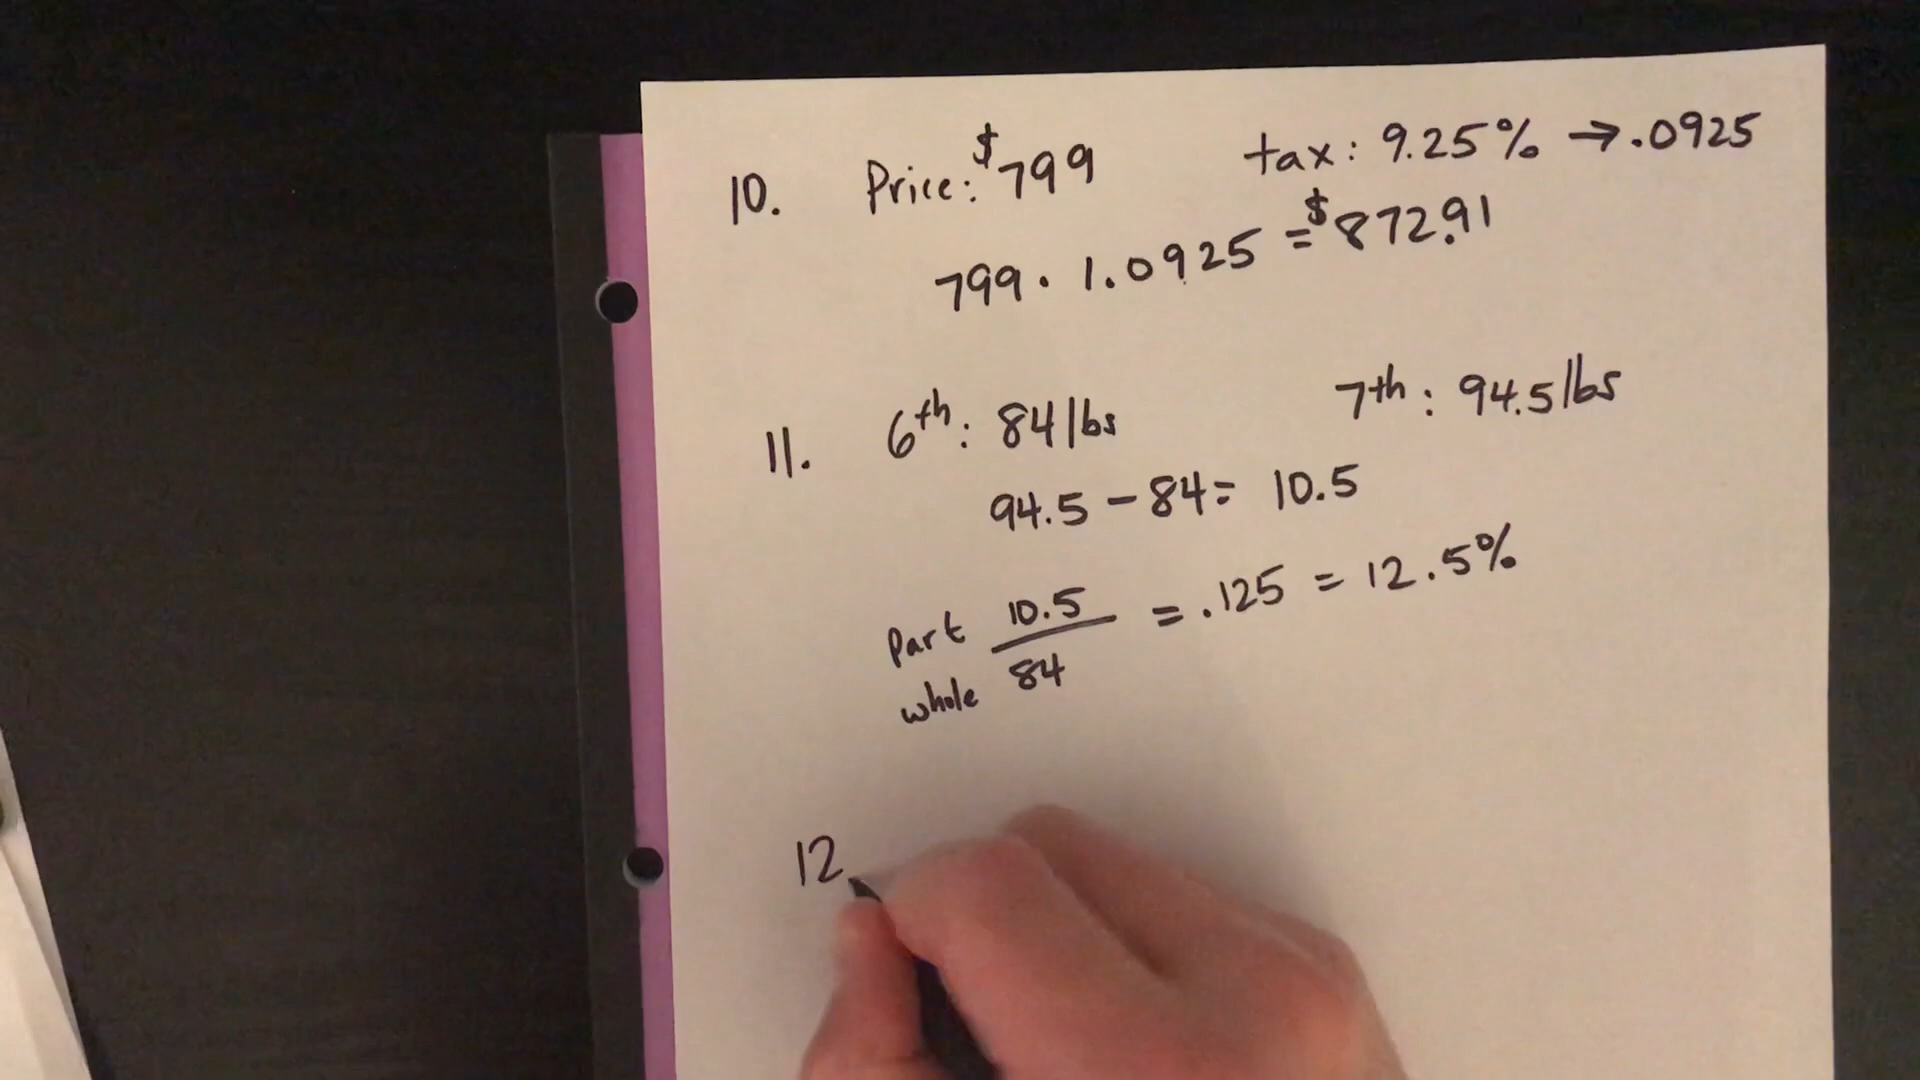 10. Price: $799 tax: 9.25% → .0925
799 · 1.0925 = $872.91
11. 6th: 84 lbs 7th: 94.5 lbs
94.5 - 84 = 10.5
Part 10.5 = .125 = 12.5%
whole 84
12